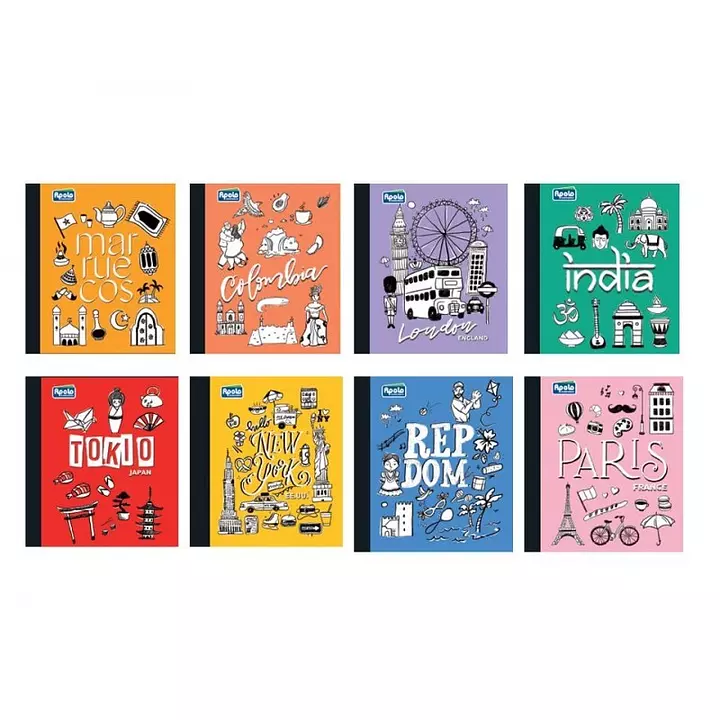 Apolo
mar
rue
cos
Apolo
Colombia
Apolo
London
ENGLAND
Apolo
india
Apolo
TOKIO
JAPAN
Apolo
hello
NEW
York
EE.UU.
Apolo
REP
DOM
Apolo
PARIS
FRANCE